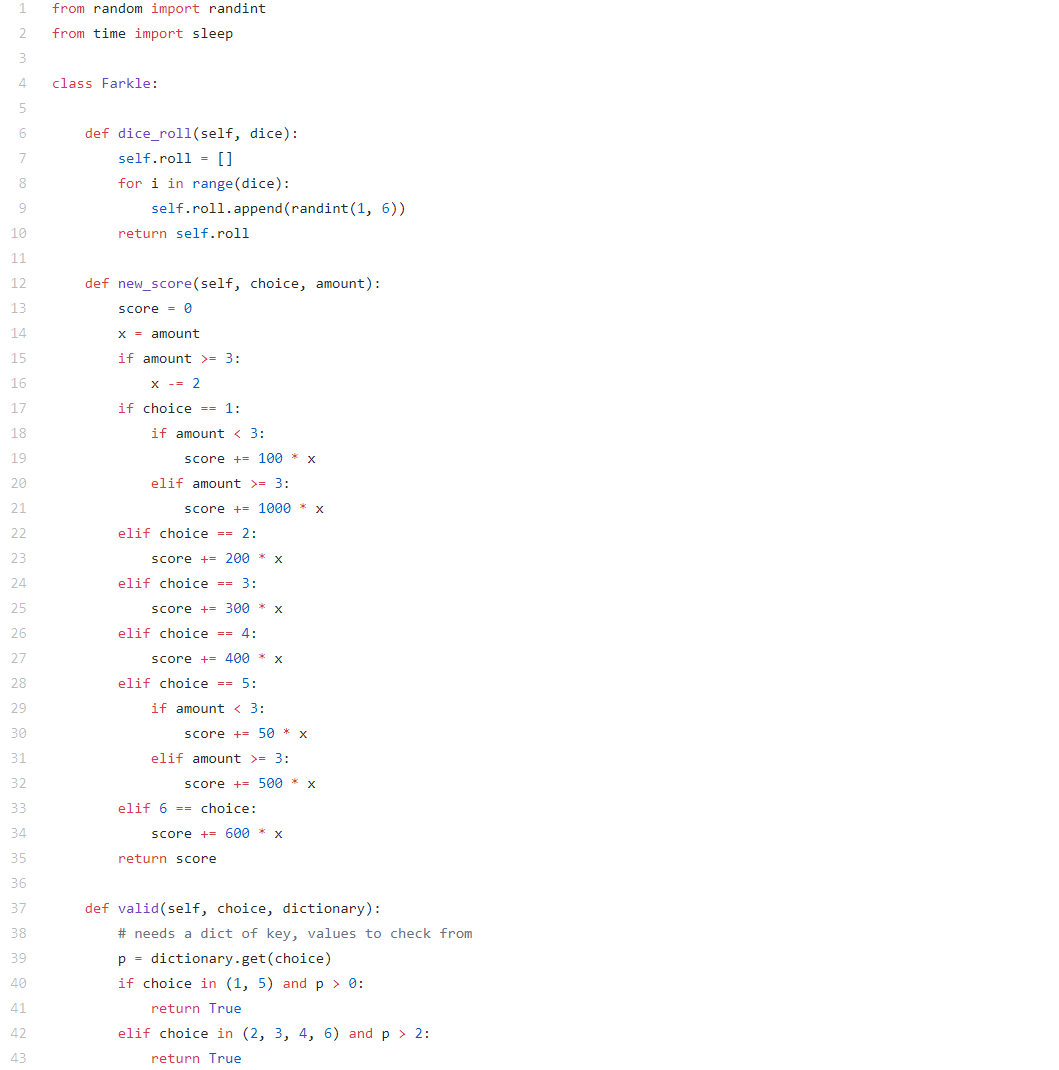 1 from random import randint
2 from time import sleep
3
4 class Farkle:
5
6     def dice_roll(self, dice):
7         self.roll = []
8         for i in range(dice):
9             self.roll.append(randint(1, 6))
10         return self.roll
11
12     def new_score(self, choice, amount):
13         score = 0
14         x = amount
15         if amount >= 3:
16             x -= 2
17         if choice == 1:
18             if amount < 3:
19                 score += 100 * x
20             elif amount >= 3:
21                 score += 1000 * x
22         elif choice == 2:
23             score += 200 * x
24         elif choice == 3:
25             score += 300 * x
26         elif choice == 4:
27             score += 400 * x
28         elif choice == 5:
29             if amount < 3:
30                 score += 50 * x
31             elif amount >= 3:
32                 score += 500 * x
33         elif 6 == choice:
34             score += 600 * x
35         return score
36
37     def valid(self, choice, dictionary):
38         # needs a dict of key, values to check from
39         p = dictionary.get(choice)
40         if choice in (1, 5) and p > 0:
41             return True
42         elif choice in (2, 3, 4, 6) and p > 2:
43             return True